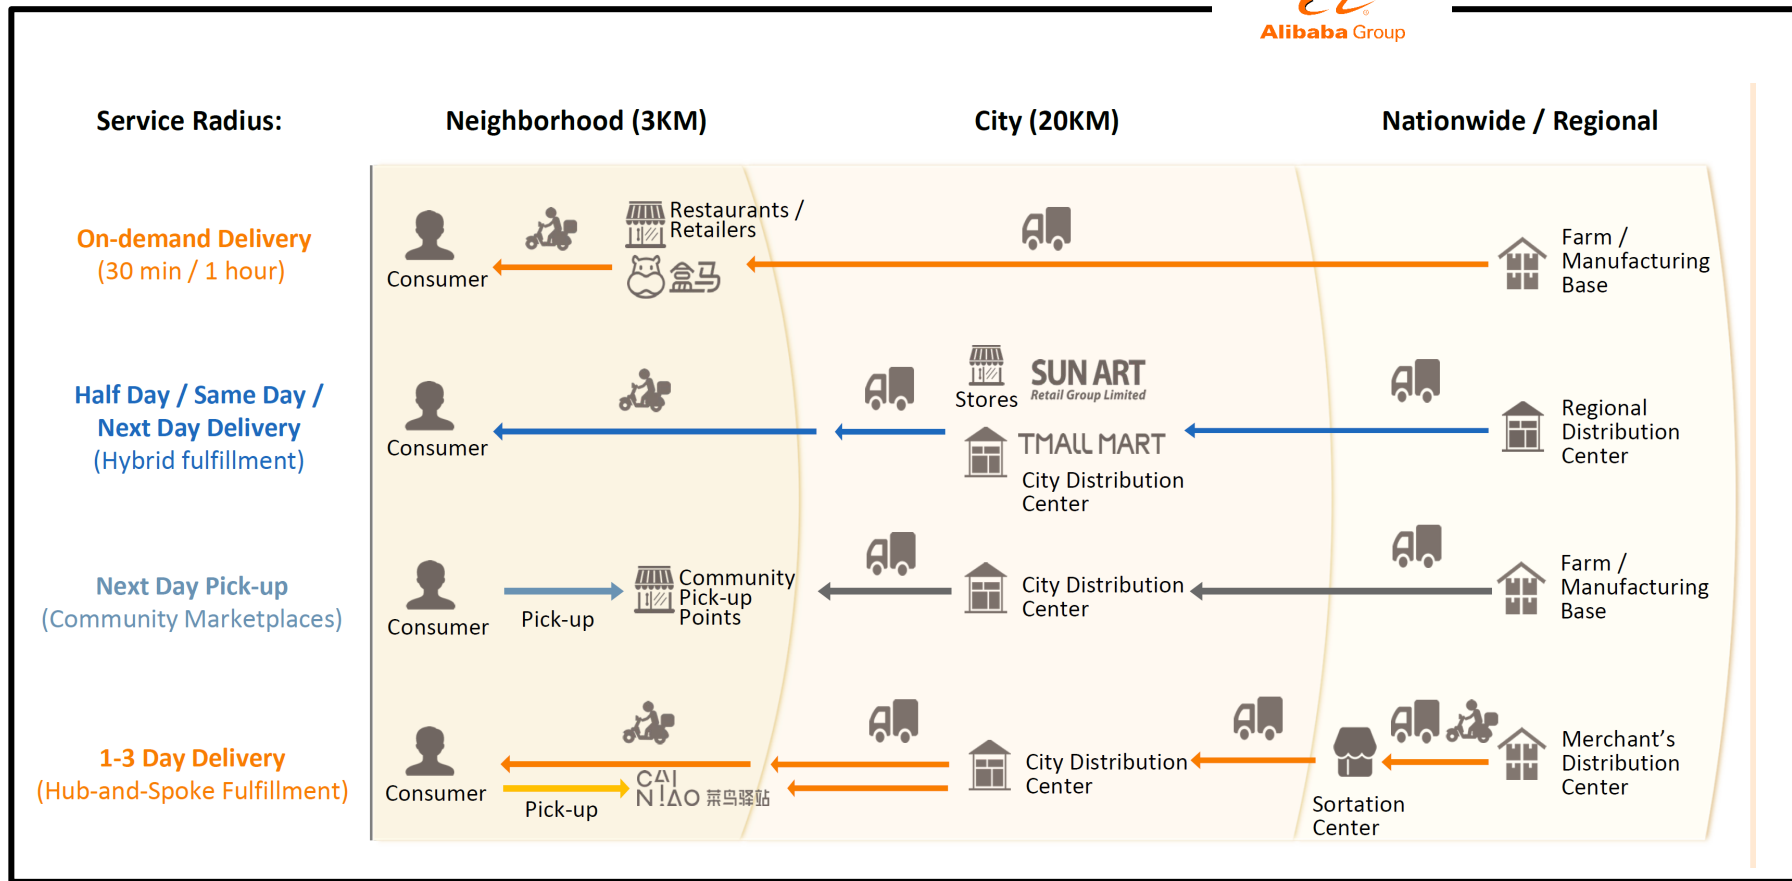 Alibaba Group
Service Radius:
Neighborhood (3KM)
City (20KM)
Nationwide / Regional
On-demand Delivery
(30 min / 1 hour)
Consumer
Restaurants /
Retailers
盒马
Farm /
Manufacturing
Base
Half Day / Same Day /
Next Day Delivery
(Hybrid fulfillment)
Consumer
Stores
SUN ART
Retail Group Limited
TMALL MART
City Distribution
Center
Regional
Distribution
Center
Next Day Pick-up
(Community Marketplaces)
Consumer
Pick-up
Community
Pick-up
Points
City Distribution
Center
Farm /
Manufacturing
Base
1-3 Day Delivery
(Hub-and-Spoke Fulfillment)
Consumer
Pick-up
CAI
NIAO 菜鸟驿站
City Distribution
Center
Sortation
Center
Merchant's
Distribution
Center